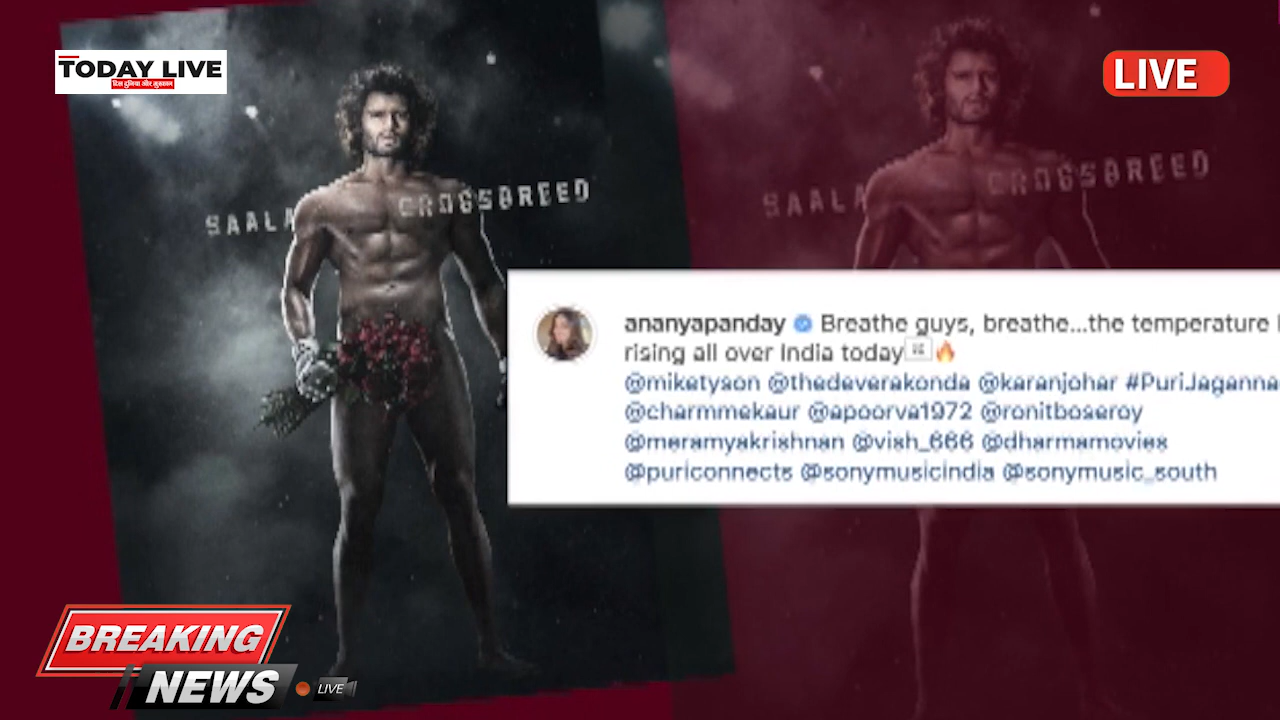 TODAY LIVE
LIVE
SAALA CROSSBREED
SAALA CROSSBREED
ananyapanday Breathe guys, breathe...the temperature
rising all over India today
@miketyson @thedeverakonda @karanjohar #PuriJaganna
@charmmekaur @apoorva1972 @ronitboseroy
@meramyakrishnan @vish_666 @dharmamovies
@puriconnects @sonymusicindia @sonymusic_south
BREAKING
NEWS LIVE